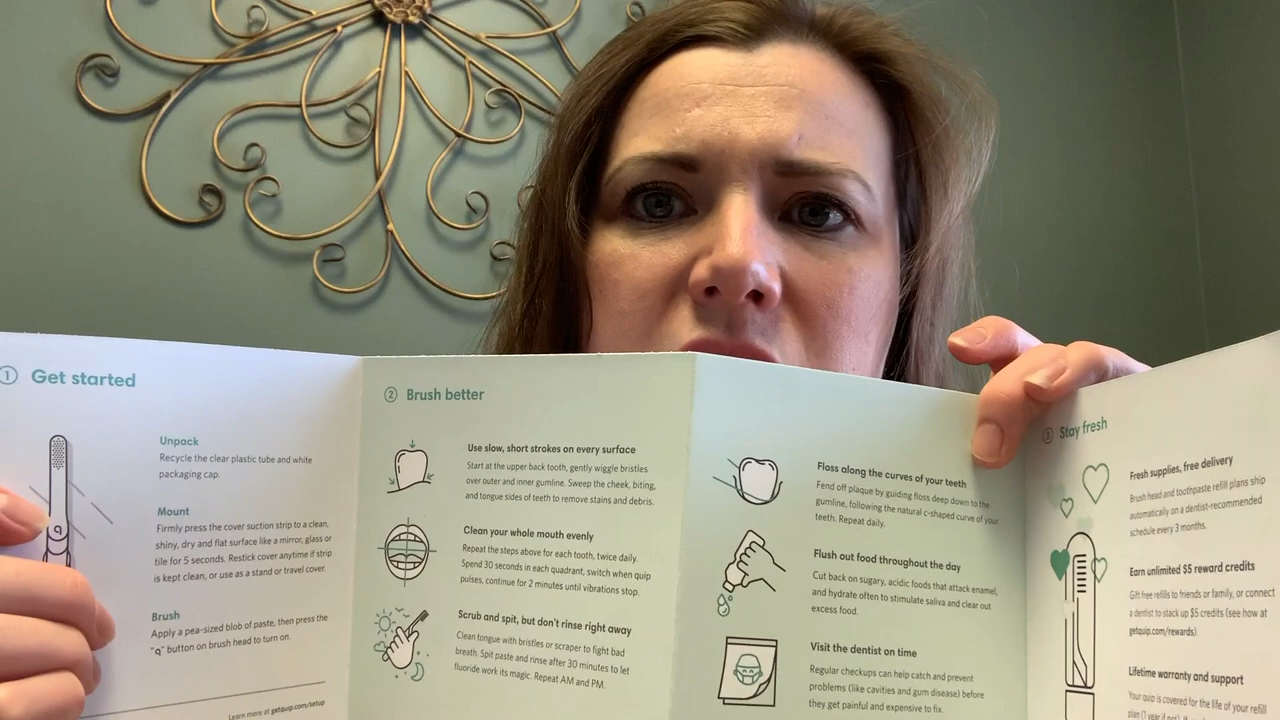 ① Get started
Unpack
Recycle the clear plastic tube and white
packaging cap.
Mount
Firmly press the cover suction strip to a clean,
shiny, dry and flat surface like a mirror, glass or
tile for 5 seconds. Restick cover anytime if strip
is kept clean, or use as a stand or travel cover.
Brush
Apply a pea-sized blob of paste, then press the
"q" button on brush head to turn on.
Learn more at getquip.com/setup
② Brush better
Use slow, short strokes on every surface
Start at the upper back tooth, gently wiggle bristles
over outer and inner gumline. Sweep the cheek, biting,
and tongue sides of teeth to remove stains and debris.
Clean your whole mouth evenly
Repeat the steps above for each tooth, twice daily.
Spend 30 seconds in each quadrant, switch when quip
pulses, continue for 2 minutes until vibrations stop.
Scrub and spit, but don't rinse right away
Clean tongue with bristles or scraper to fight bad
breath. Spit paste and rinse after 30 minutes to let
fluoride work its magic. Repeat AM and PM.
Floss along the curves of your teeth
Fend off plaque by guiding floss deep down to the
gumline, following the natural c-shaped curve of your
teeth. Repeat daily.
Flush out food throughout the day
Cut back on sugary, acidic foods that attack enamel,
and hydrate often to stimulate saliva and clear out
excess food.
Visit the dentist on time
Regular checkups can help catch and prevent
problems (like cavities and gum disease) before
they get painful and expensive to fix.
③ Stay fresh
Fresh supplies, free delivery
Brush head and toothpaste refill plans ship
automatically on a dentist-recommended
schedule every 3 months.
Earn unlimited $5 reward credits
Gift free refills to friends or family, or connect
a dentist to stack up $5 credits (see how at
getquip.com/rewards).
Lifetime warranty and support
Your quip is covered for the life of your refill
plan (1 year if not).